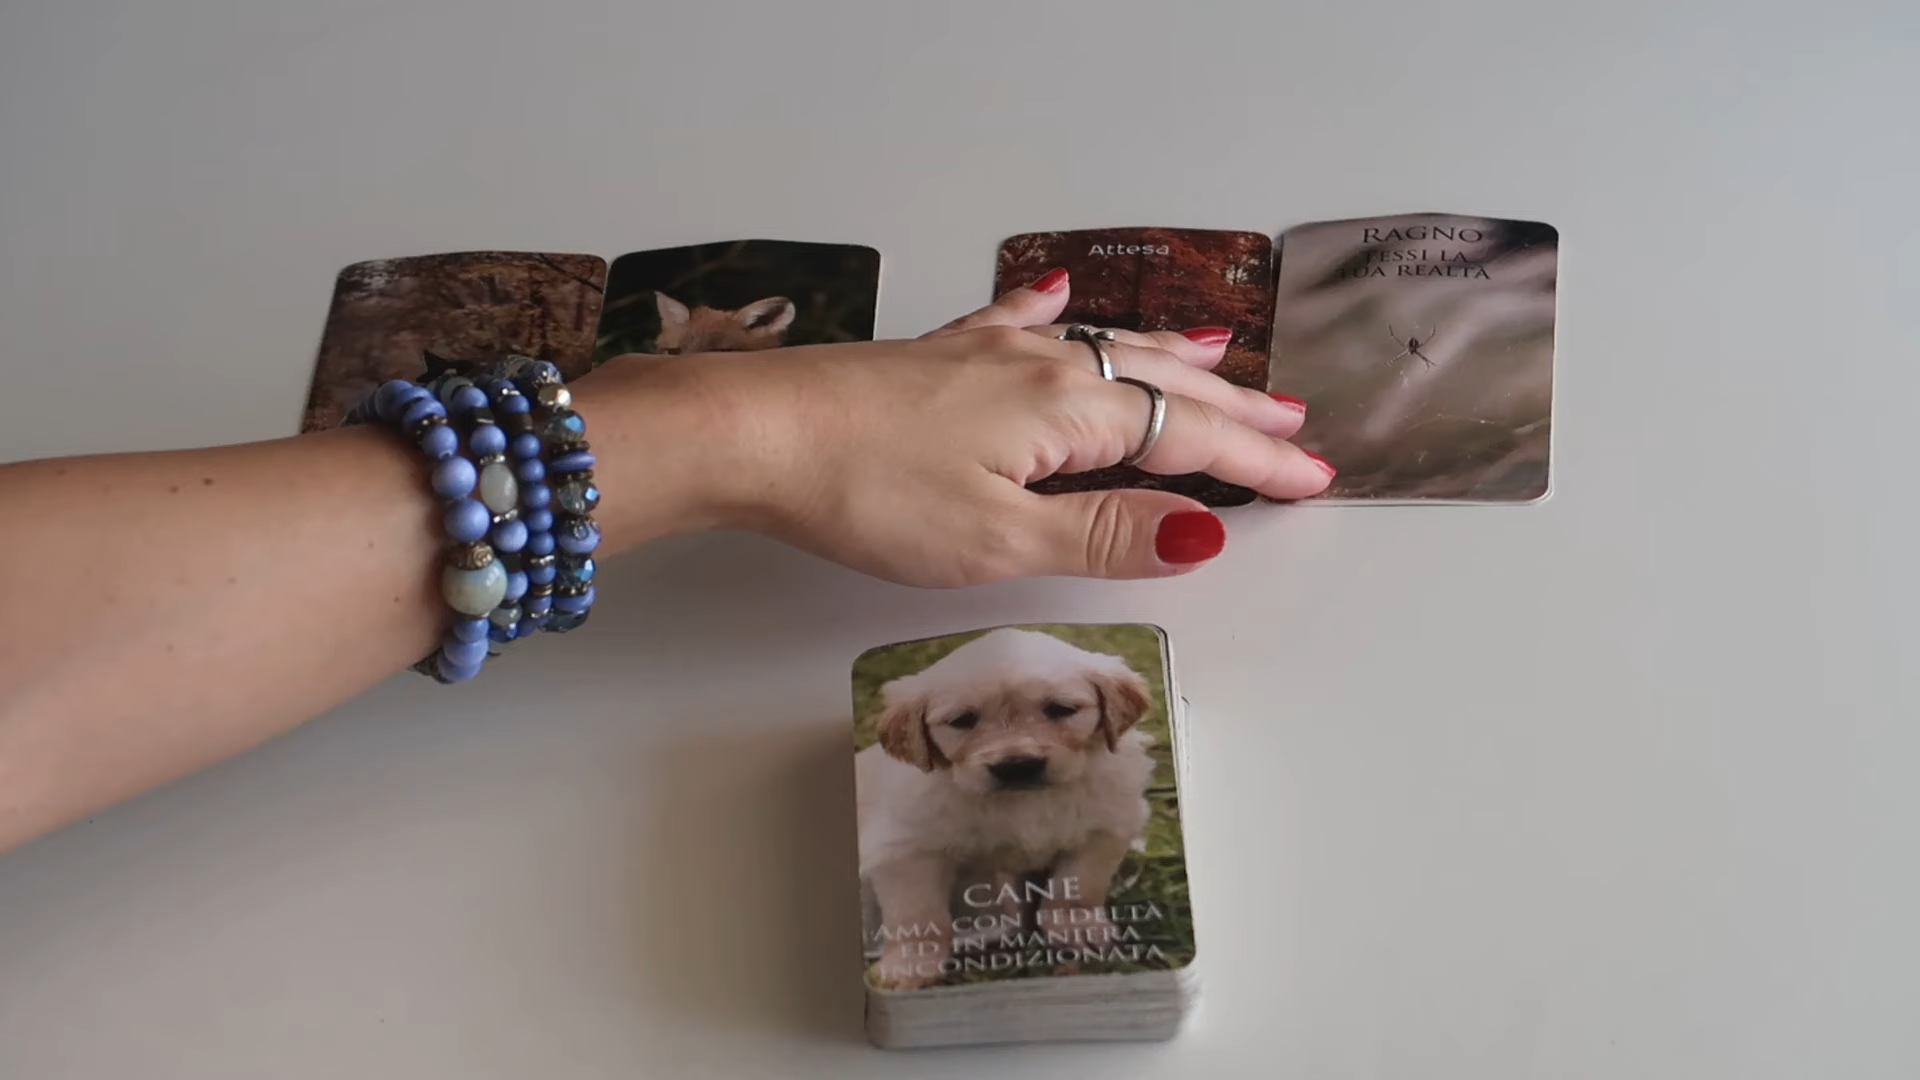 Attesa
RAGNO
TESSI LA
TUA REALTÀ
CANE
AMA CON FEDELTÀ
ED IN MANIERA
INCONDIZIONATA